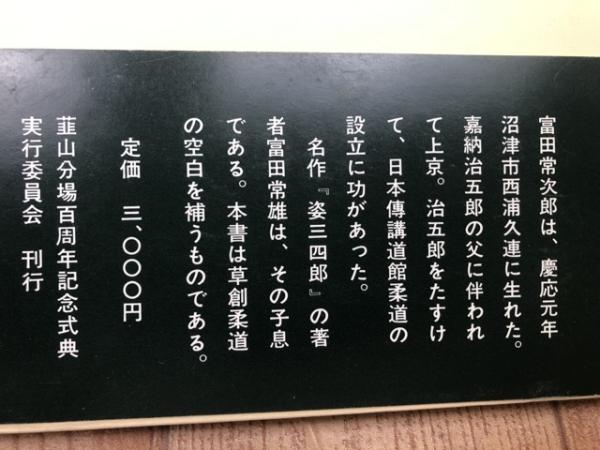 富田常次郎は、慶応元年
沼津市西浦久連に生れた。
嘉納治五郎の父に伴われ
て上京。治五郎をたすけ
て、日本傳講道館柔道の
設立に功があった。
名作『姿三四郎』の著
者富田常雄は、その子息
である。本書は草創柔道
の空白を補うものである。
定価 三、〇〇〇円
韮山分場百周年記念式典
実行委員会 刊行